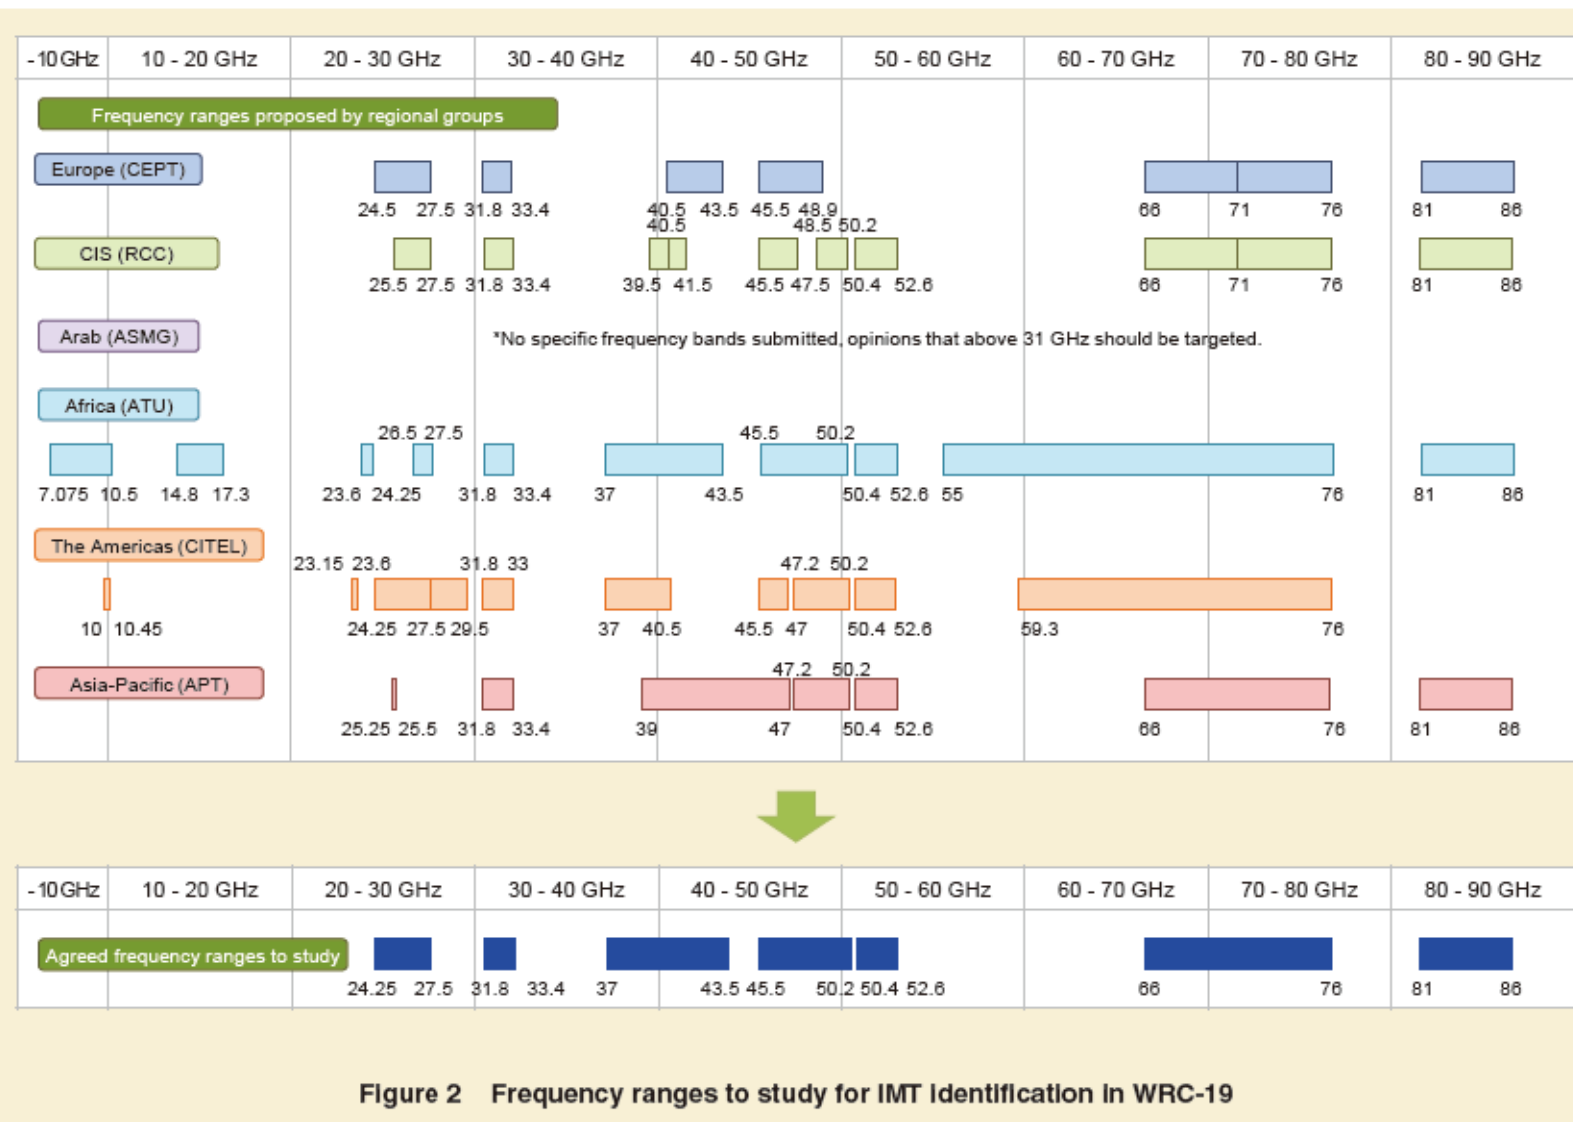 -10GHz 10 - 20 GHz 20 - 30 GHz 30 - 40 GHz 40 - 50 GHz 50 - 60 GHz 60 - 70 GHz 70 - 80 GHz 80 - 90 GHz
Frequency ranges proposed by regional groups
Europe (CEPT)
24.5 27.5 31.8 33.4 40.5 43.5 45.5 48.9 66 71 76 81 86
40.5 48.5 50.2
CIS (RCC)
25.5 27.5 31.8 33.4 39.5 41.5 45.5 47.5 50.4 52.6 66 71 76 81 86
Arab (ASMG)
*No specific frequency bands submitted, opinions that above 31 GHz should be targeted.
Africa (ATU)
26.5 27.5 45.5 50.2
7.075 10.5 14.8 17.3 23.6 24.25 31.8 33.4 37 43.5 50.4 52.6 55 76 81 86
The Americas (CITEL)
23.15 23.6 31.8 33 47.2 50.2
10 10.45 24.25 27.5 29.5 37 40.5 45.5 47 50.4 52.6 59.3 76
Asia-Pacific (APT)
47.2 50.2
25.25 25.5 31.8 33.4 39 47 50.4 52.6 66 76 81 86
-10GHz 10 - 20 GHz 20 - 30 GHz 30 - 40 GHz 40 - 50 GHz 50 - 60 GHz 60 - 70 GHz 70 - 80 GHz 80 - 90 GHz
Agreed frequency ranges to study
24.25 27.5 31.8 33.4 37 43.5 45.5 50.2 50.4 52.6 66 76 81 86
Figure 2 Frequency ranges to study for IMT identification in WRC-19